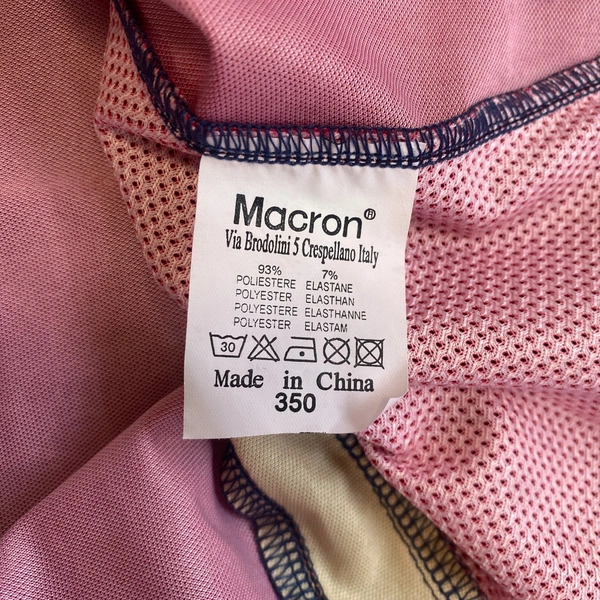 Macron®
Via Brodolini 5 Crespellano Italy
93% 7%
POLIESTERE ELASTANE
POLYESTER ELASTHAN
POLYESTERE ELASTHANNE
POLYESTER ELASTAM
30
Made in China
350